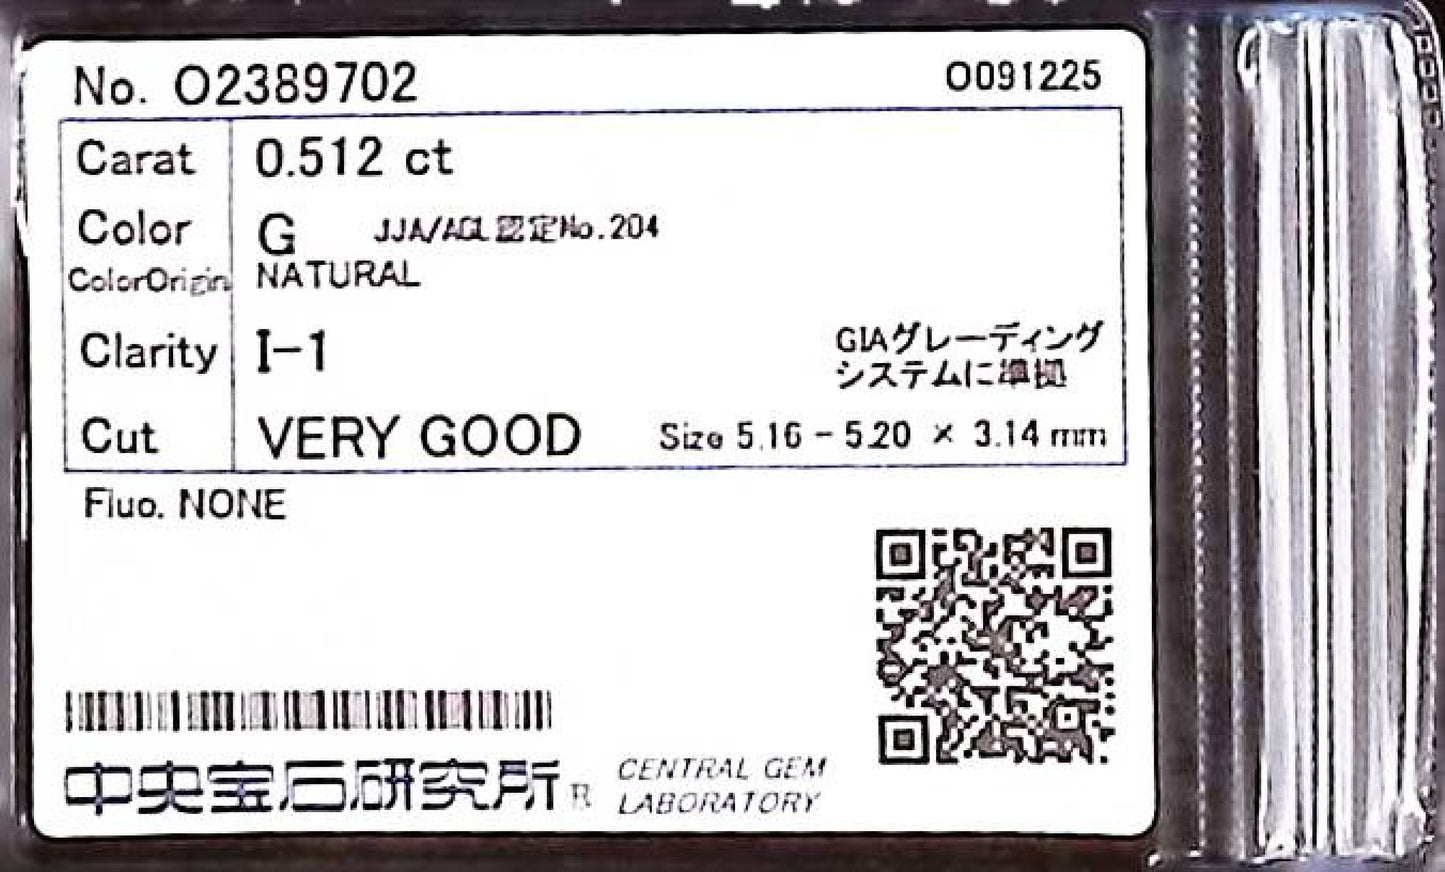 No. O2389702
O091225
Carat 0.512 ct
Color G JJA/AGL認定No.204
ColorOrigin NATURAL
Clarity I-1
GIAグレーディング
システムに準拠
Cut VERY GOOD Size 5.16 - 5.20 × 3.14 mm
Fluo. NONE
中央宝石研究所® CENTRAL GEM
LABORATORY